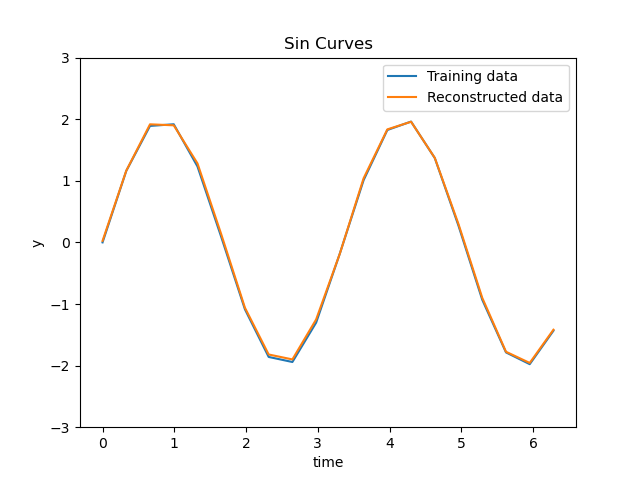 Sin Curves
Training data
Reconstructed data
3
2
1
0
−1
−2
−3
y
0 1 2 3 4 5 6
time